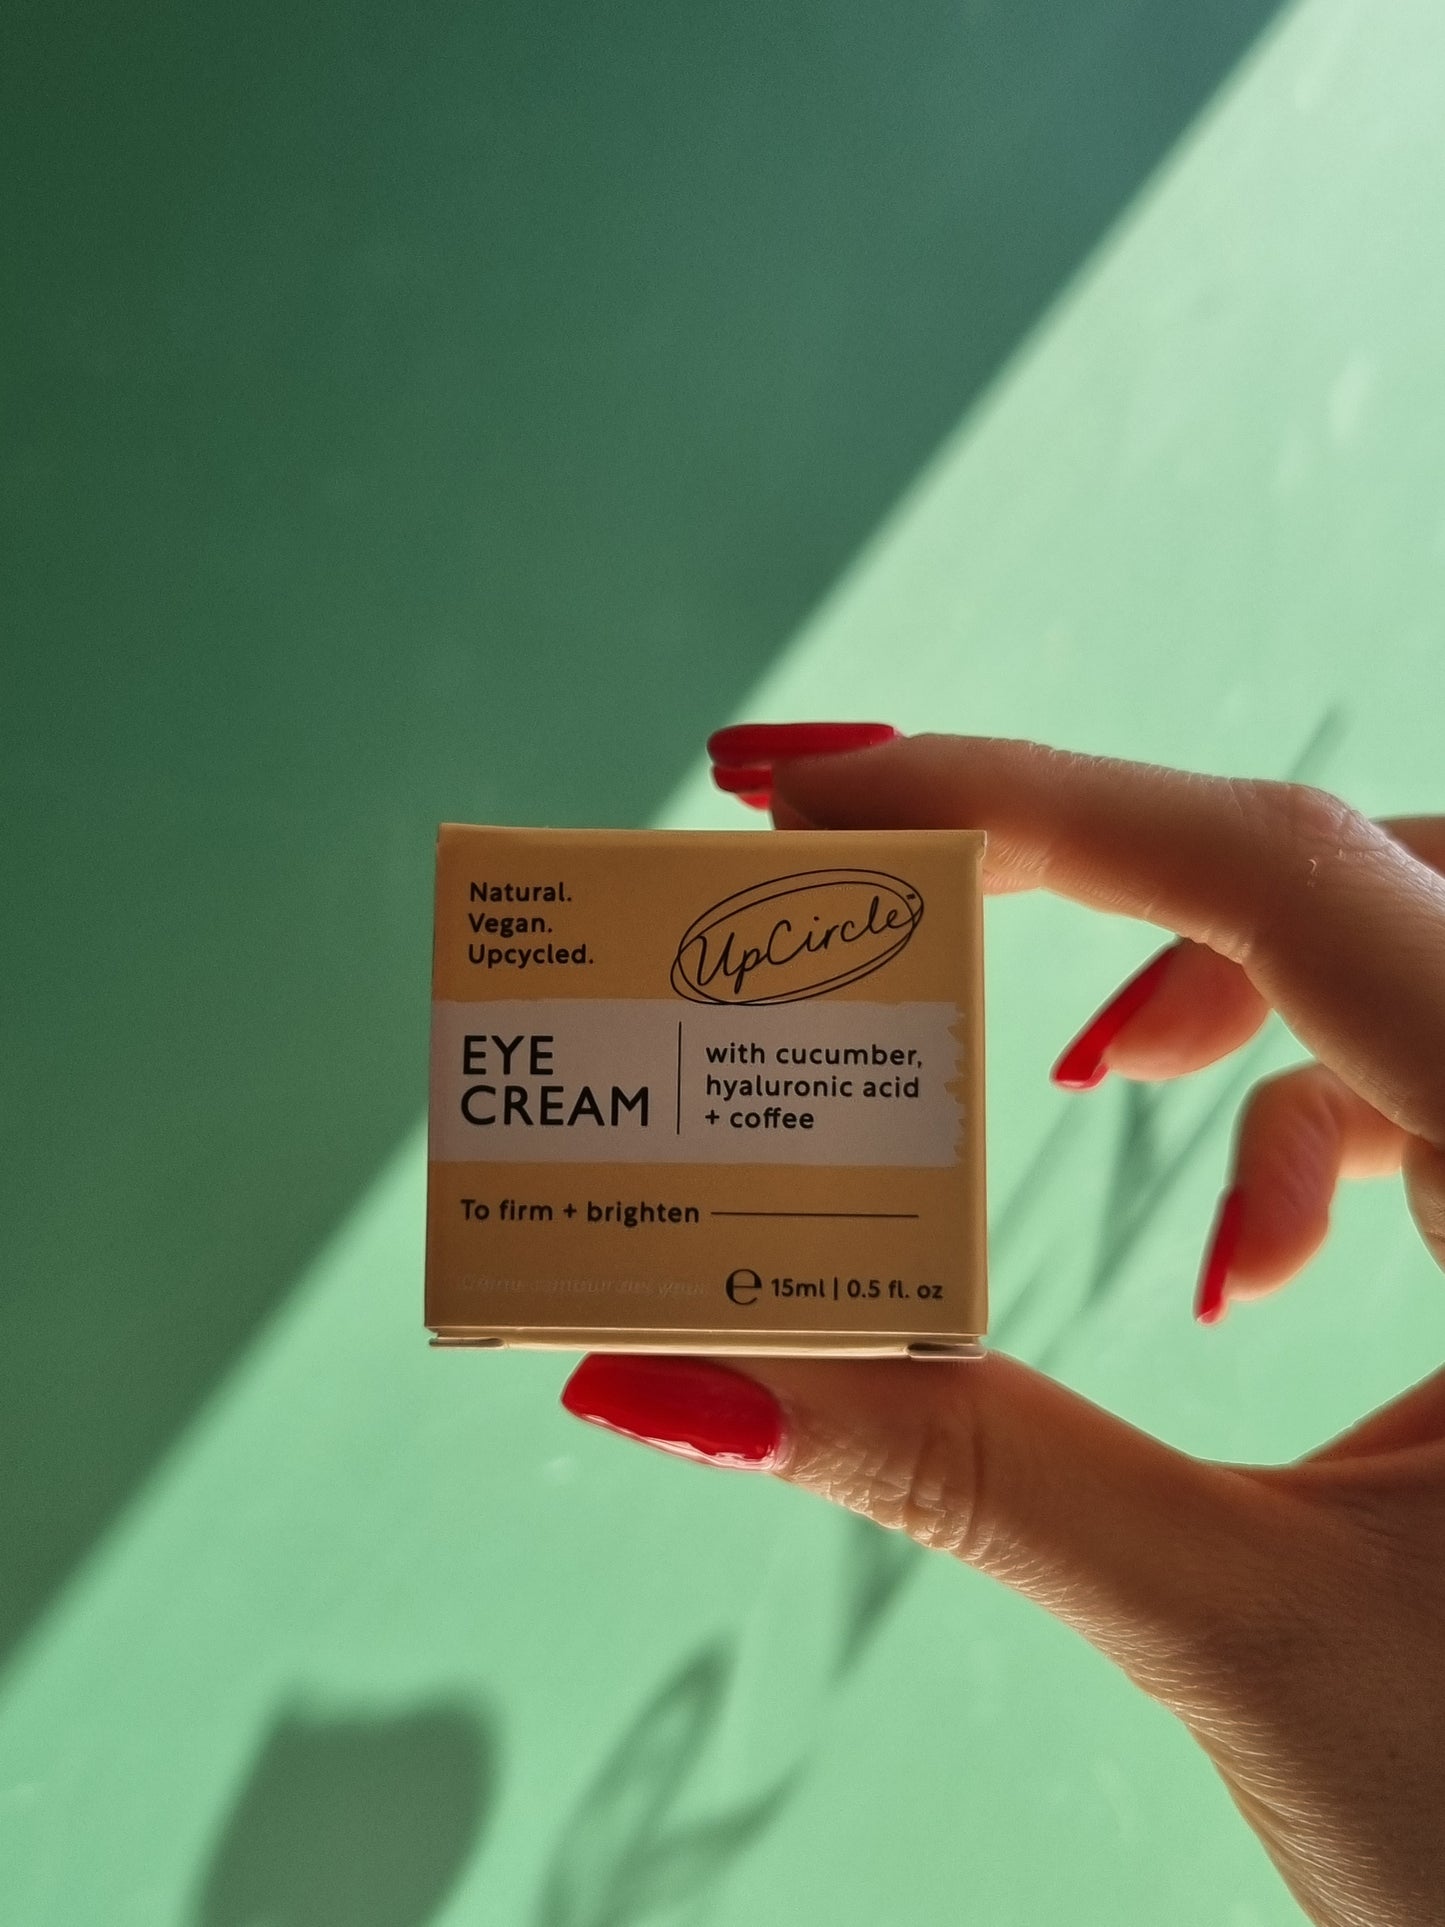 Natural.
Vegan.
Upcycled.
UpCircle
EYE
CREAM
with cucumber,
hyaluronic acid
+ coffee
To firm + brighten
℮ 15ml | 0.5 fl. oz